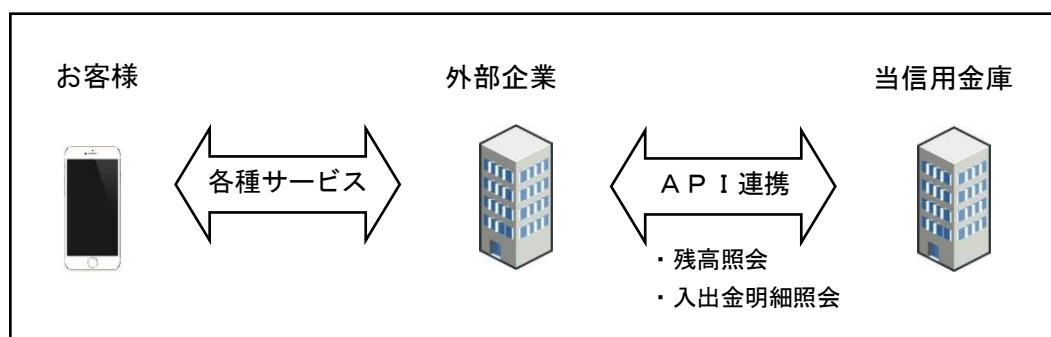 お客様
外部企業
当信用金庫
各種サービス
ＡＰＩ連携
・残高照会
・入出金明細照会